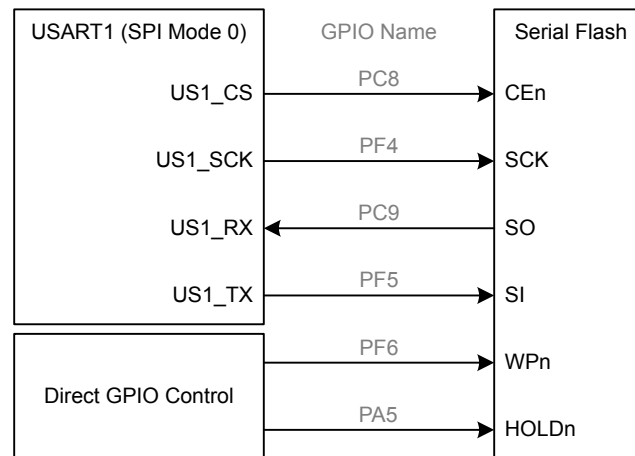 USART1 (SPI Mode 0) GPIO Name Serial Flash
US1_CS PC8 CEn
US1_SCK PF4 SCK
US1_RX PC9 SO
US1_TX PF5 SI
PF6 WPn
Direct GPIO Control
PA5 HOLDn